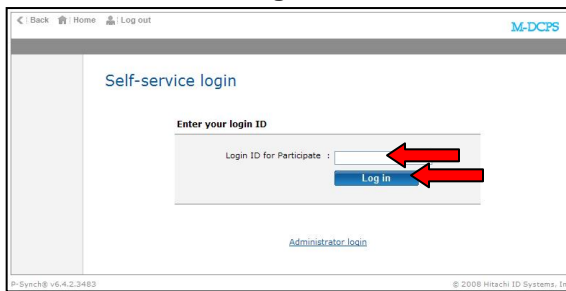 Back Home Log out
M-DCPS
Self-service login
Enter your login ID
Login ID for Participate :
Log in
Administrator login
P-Synch® v6.4.2.3483 © 2008 Hitachi ID Systems, In